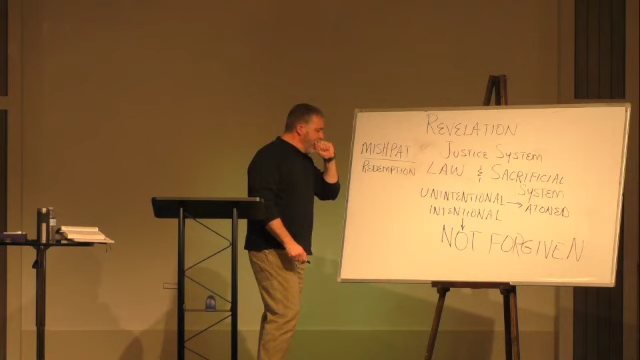 REVELATION
MISHPAT JUSTICE SYSTEM
REDEMPTION LAW & SACRIFICIAL
SYSTEM
UNINTENTIONAL → ATONED
INTENTIONAL
↓
NOT FORGIVEN